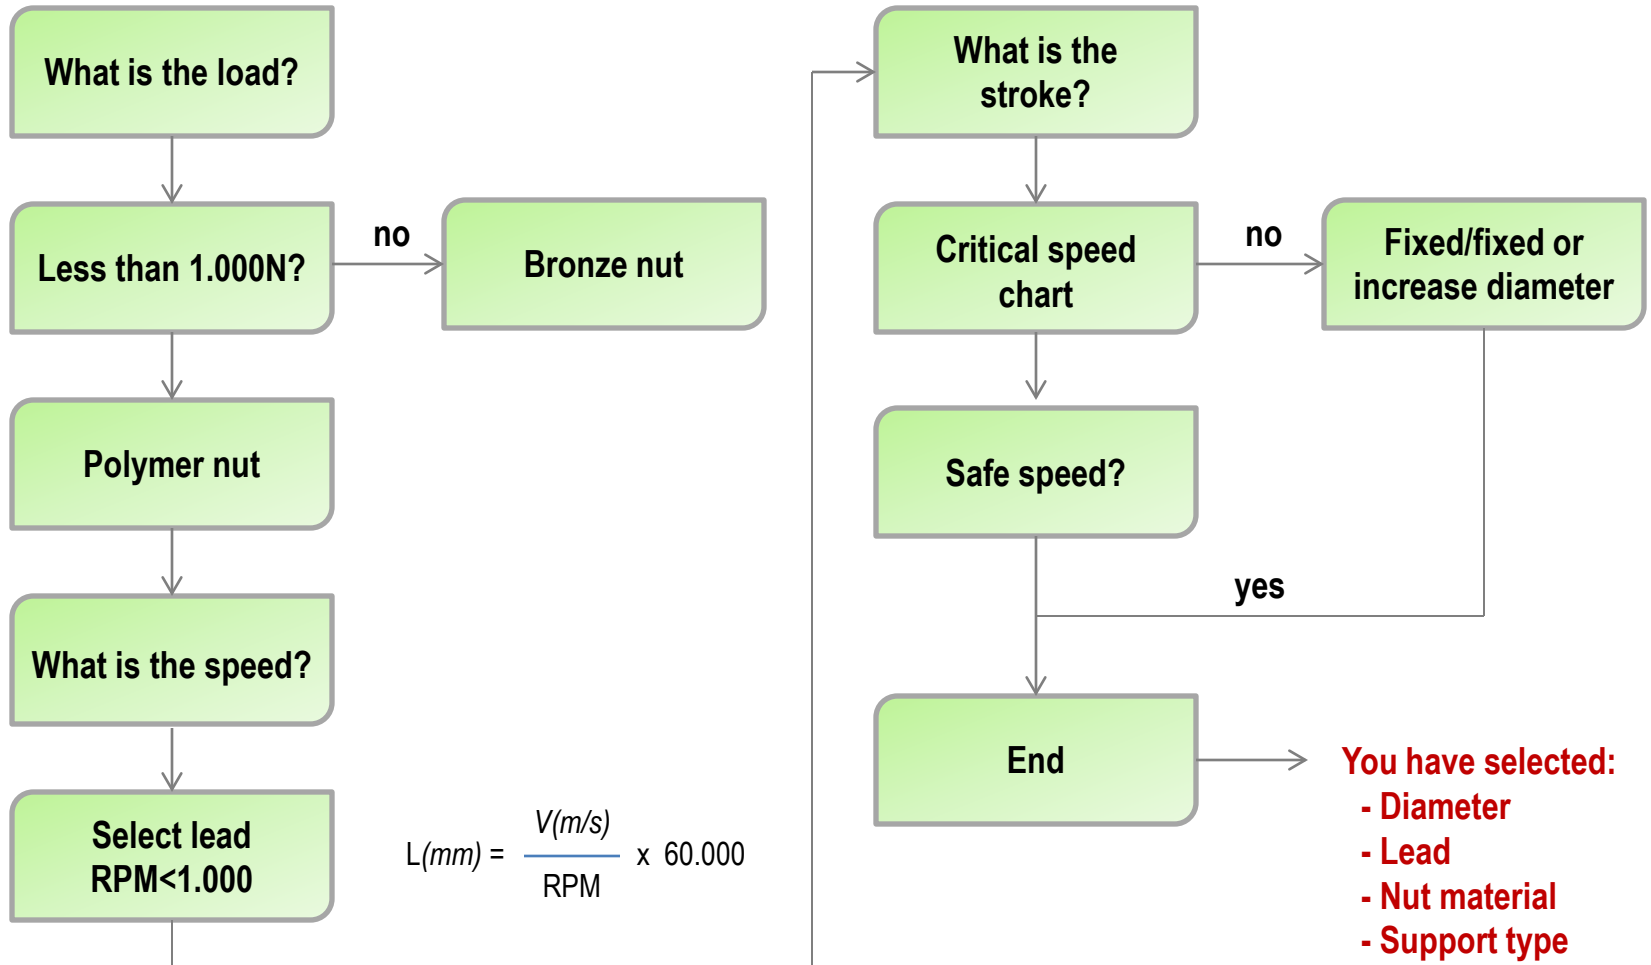 What is the load?
Less than 1.000N?
no
Bronze nut
Polymer nut
What is the speed?
Select lead
RPM<1.000
L(mm) = V(m/s) / RPM x 60.000
What is the
stroke?
Critical speed
chart
no
Fixed/fixed or
increase diameter
Safe speed?
yes
End
You have selected:
- Diameter
- Lead
- Nut material
- Support type